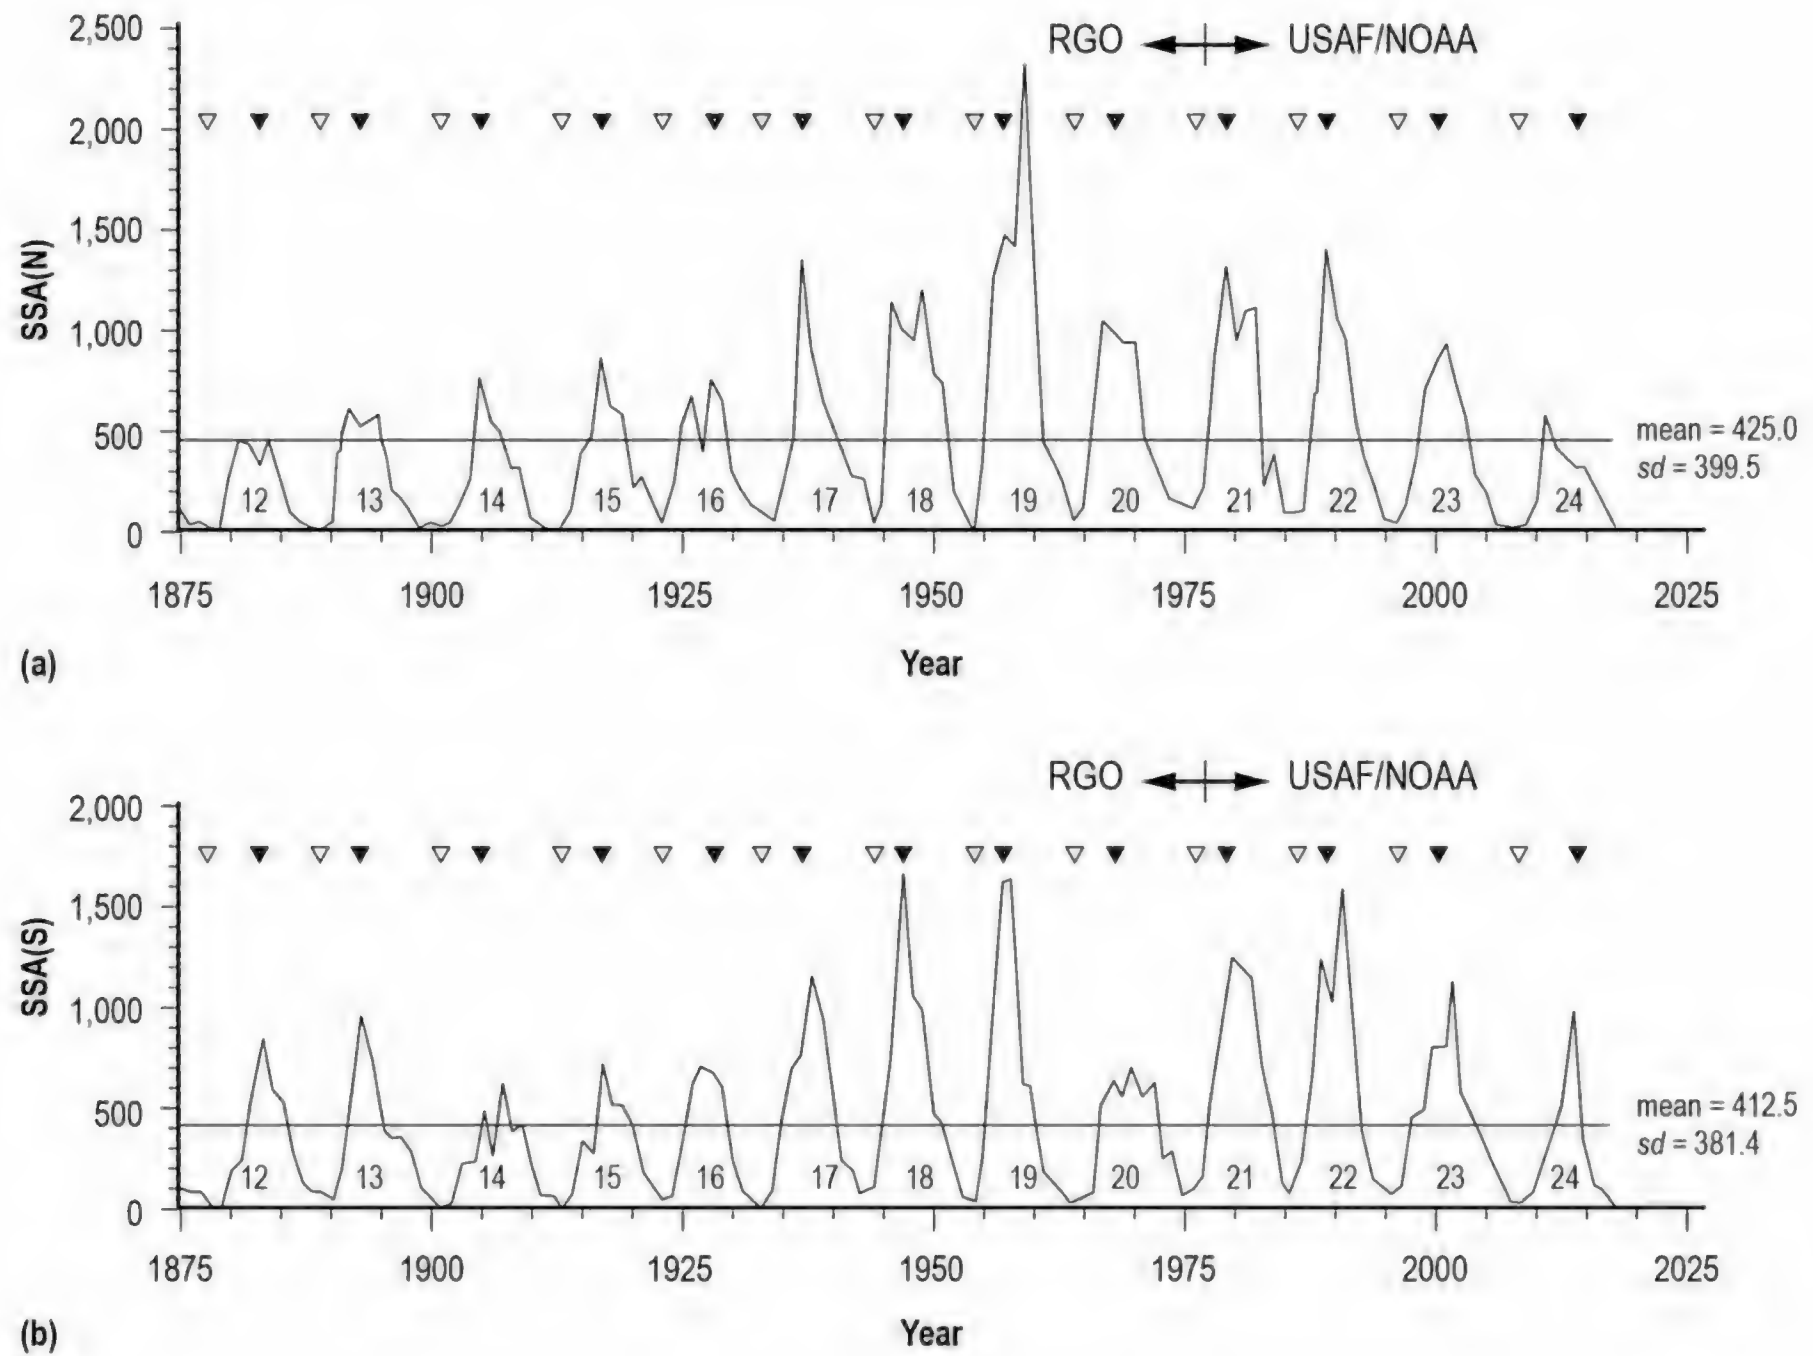 RGO USAF/NOAA
2,500
2,000
1,500
1,000
500
0
SSA(N)
mean = 425.0
sd = 399.5
12 13 14 15 16 17 18 19 20 21 22 23 24
1875 1900 1925 1950 1975 2000 2025
(a) Year
RGO USAF/NOAA
2,000
1,500
1,000
500
0
SSA(S)
mean = 412.5
sd = 381.4
12 13 14 15 16 17 18 19 20 21 22 23 24
1875 1900 1925 1950 1975 2000 2025
(b) Year